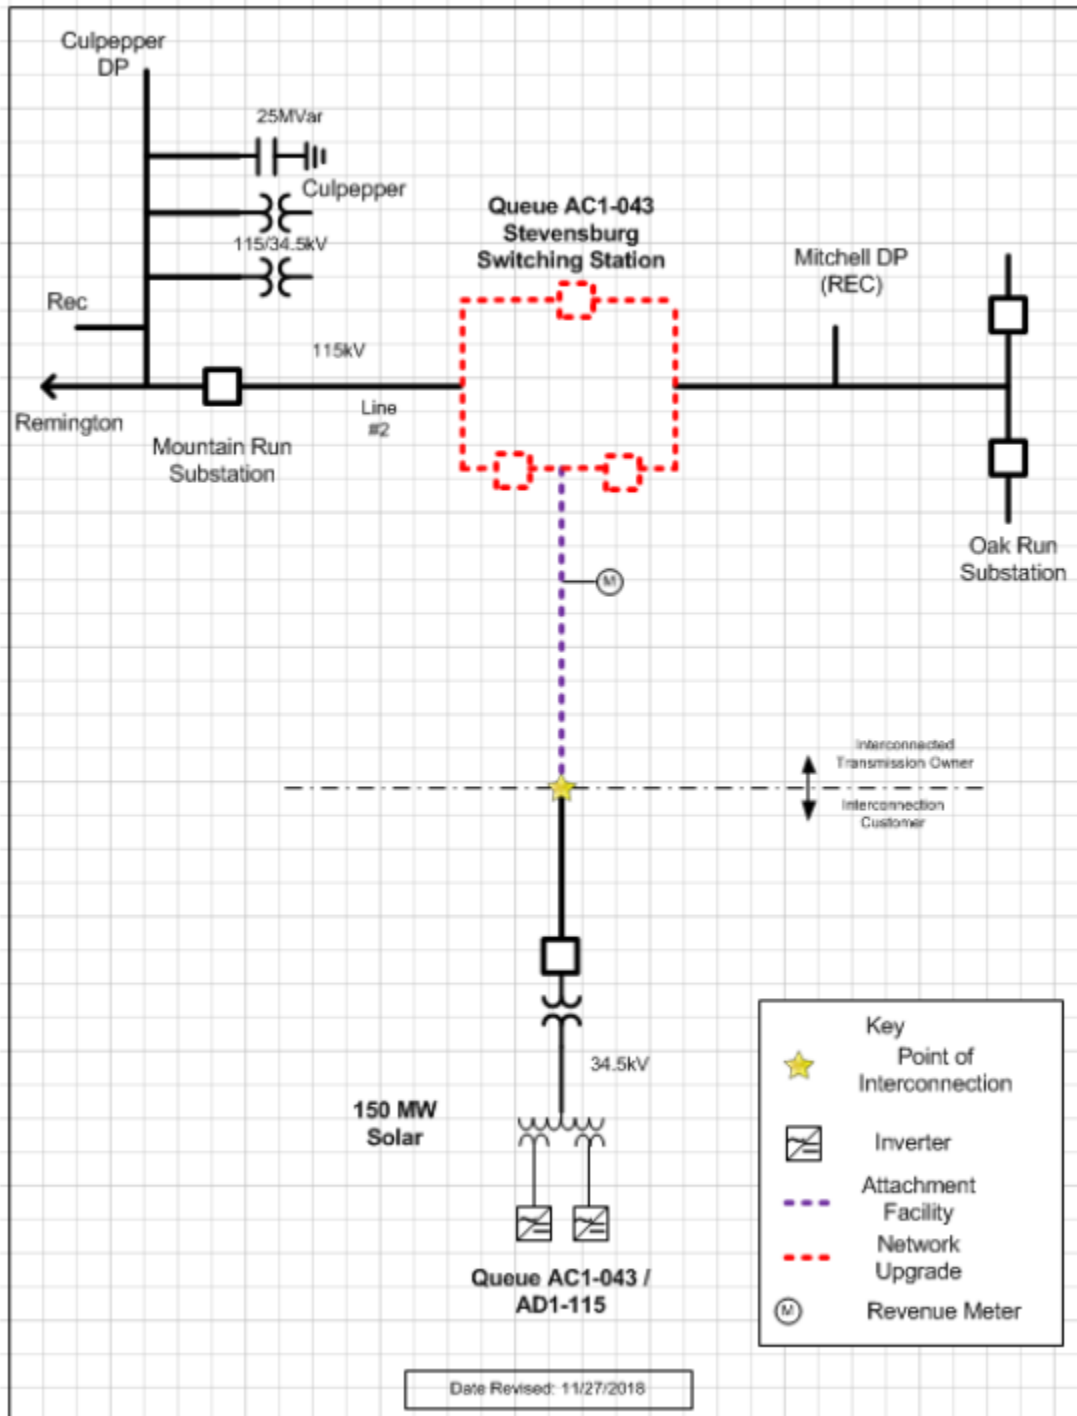 Culpepper
DP
25MVar
Culpepper
115/34.5kV
Rec
115kV
Remington
Line
#2
Mountain Run
Substation
Queue AC1-043
Stevensburg
Switching Station
Mitchell DP
(REC)
Oak Run
Substation
M
Interconnected
Transmission Owner
Interconnection
Customer
34.5kV
150 MW
Solar
Queue AC1-043 /
AD1-115
Key
Point of
Interconnection
Inverter
Attachment
Facility
Network
Upgrade
M
Revenue Meter
Date Revised: 11/27/2018